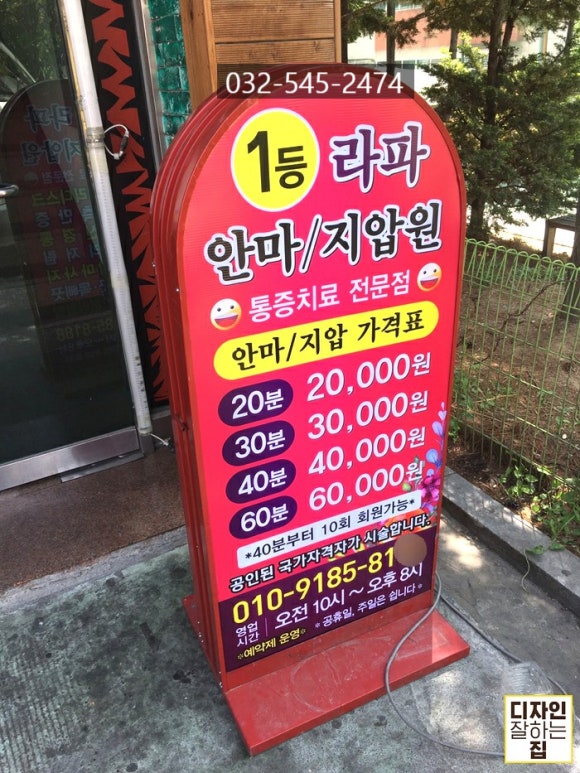 032-545-2474
1등 라파
안마/지압원
통증치료 전문점
안마/지압 가격표
20분 20,000원
30분 30,000원
40분 40,000원
60분 60,000원
*40분부터 10회 회원가능*
공인된 국가자격자가 시술합니다.
010-9185-81
영업시간 오전 10시~오후 8시
※예약제 운영※ ※공휴일, 주일은 쉽니다※
라파
지압원
디자인
잘하는
집